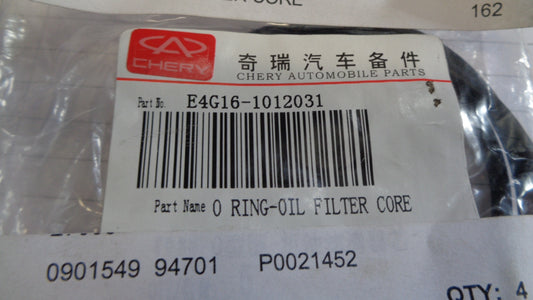 CORE
162
CHERY
奇瑞汽车备件
CHERY AUTOMOBILE PARTS
Part No. E4G16-1012031
Part Name O RING-OIL FILTER CORE
0901549 94701 P0021452
QTY: 4